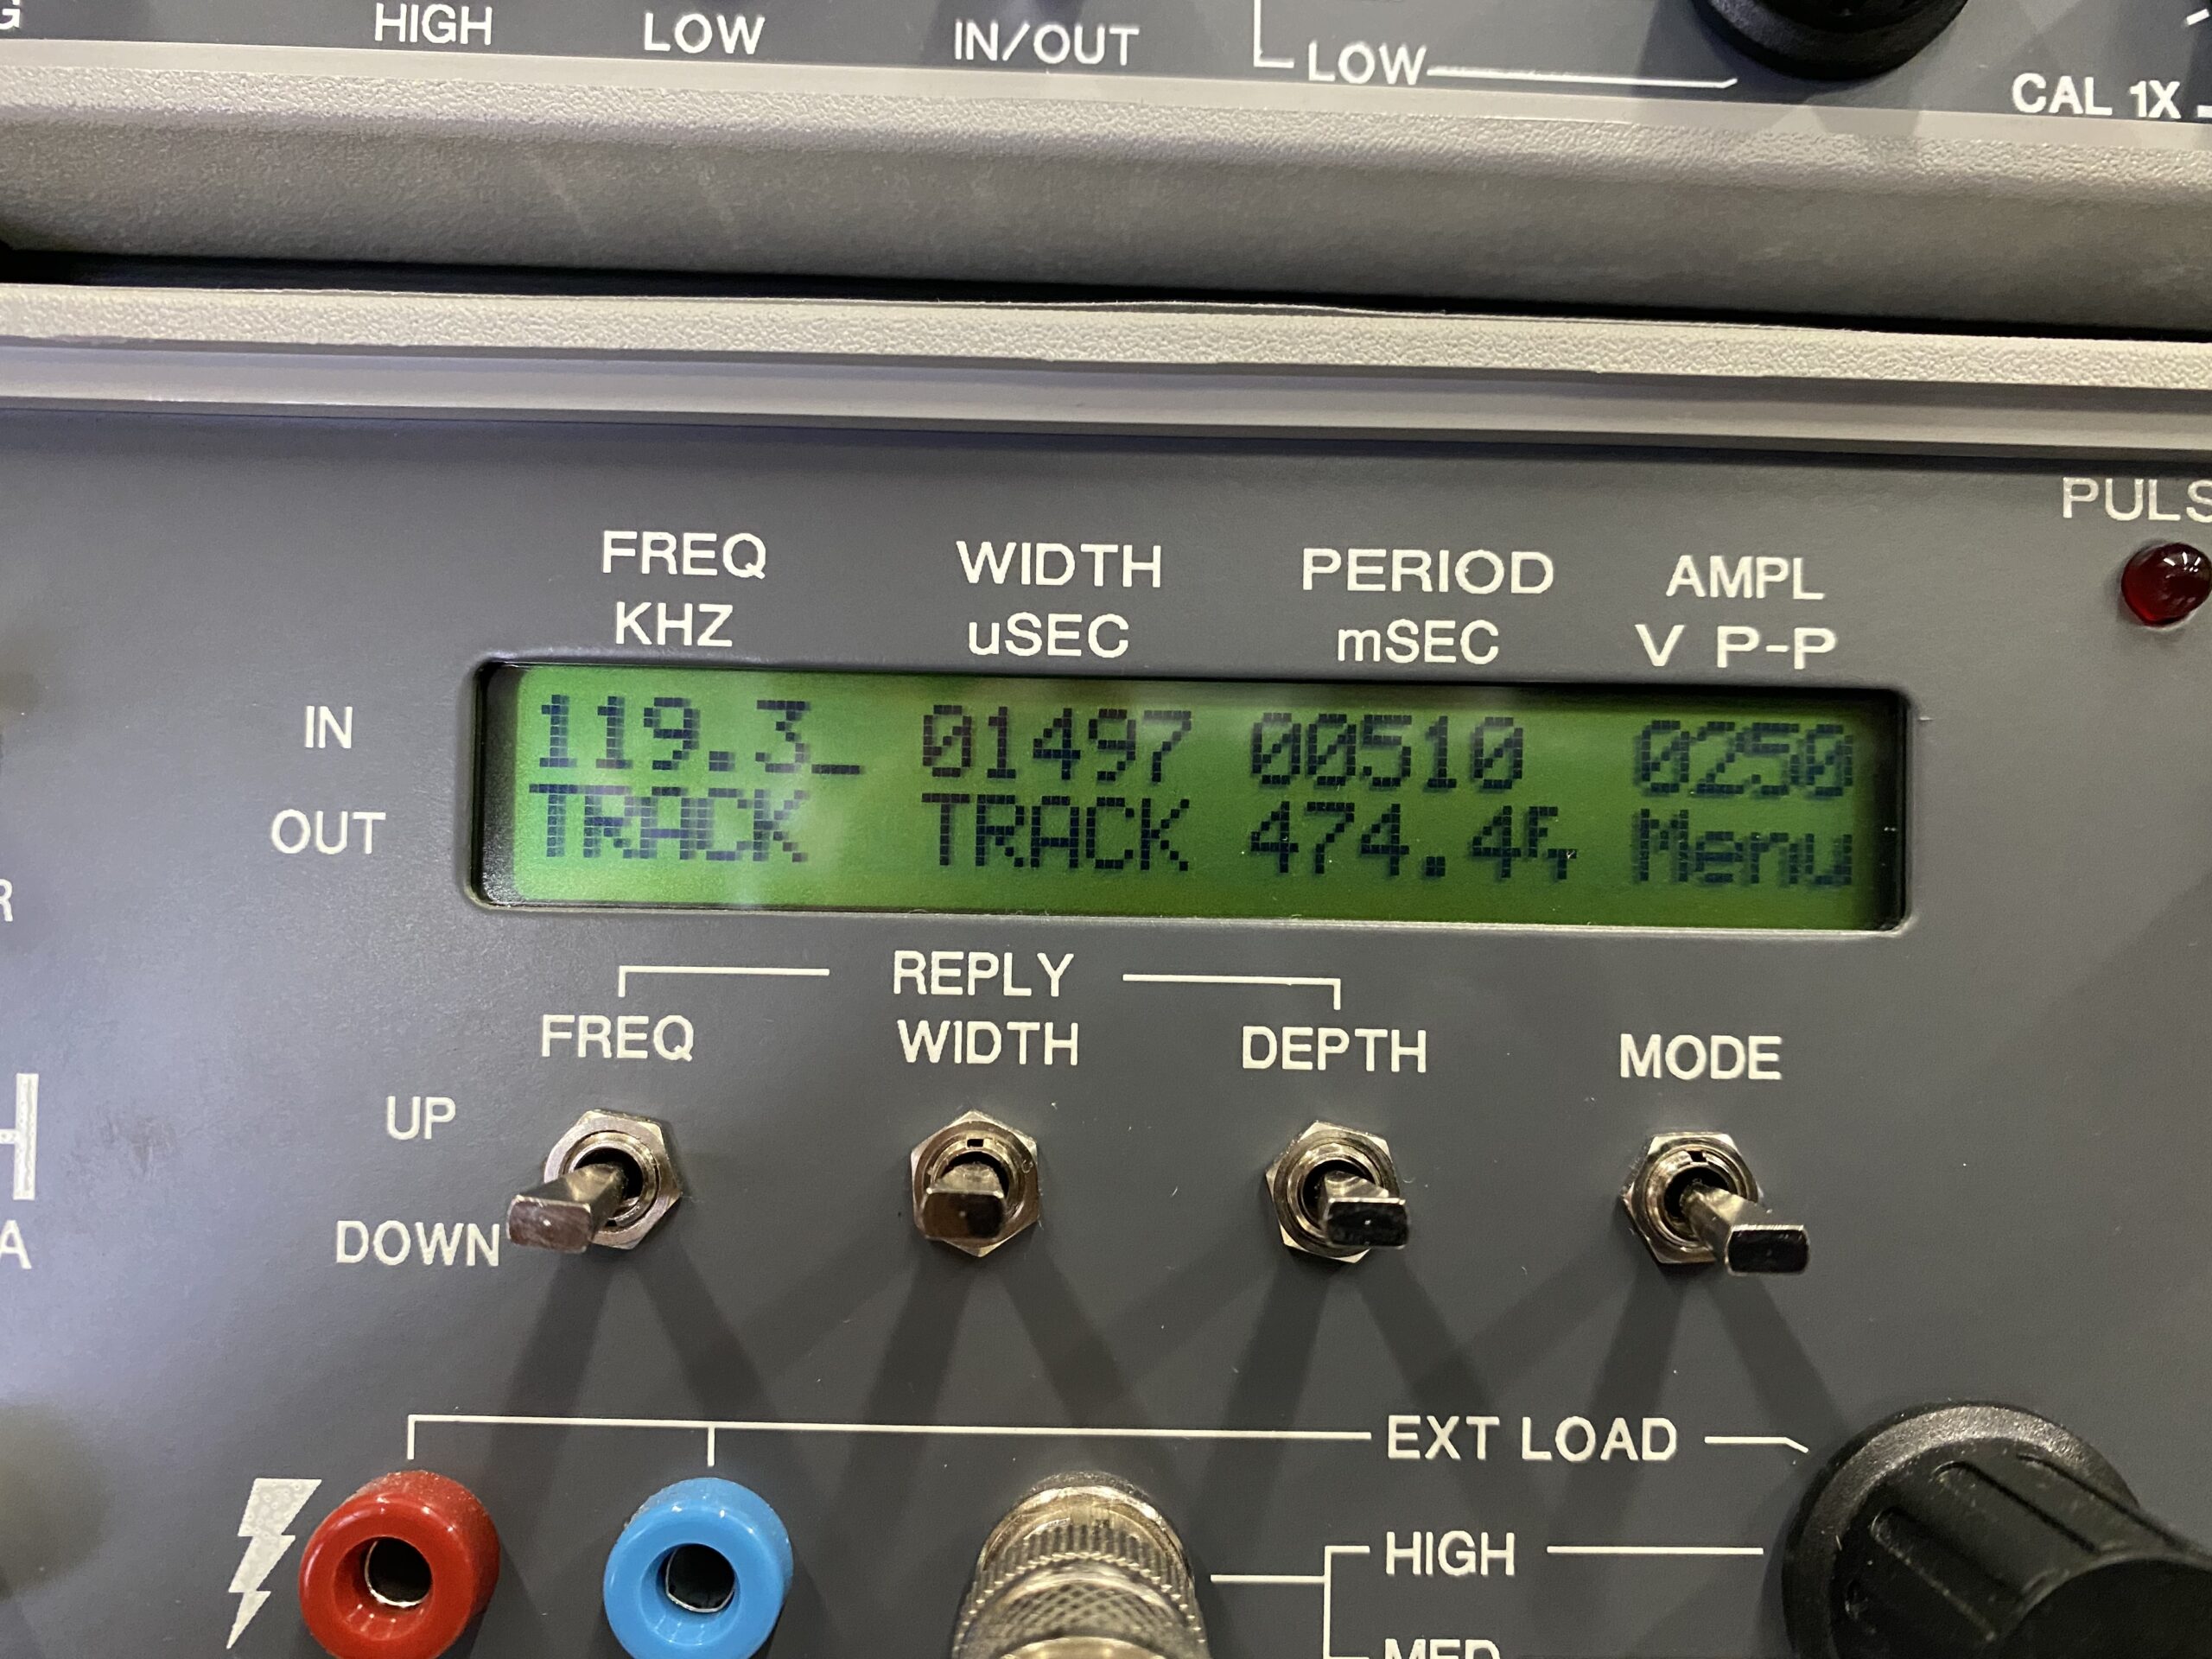 HIGH LOW IN/OUT LOW
CAL 1X
FREQ WIDTH PERIOD AMPL
KHZ uSEC mSEC V P-P
IN 119.3_ 01497 00510 0250
OUT TRACK TRACK 474.4 Menu
REPLY
FREQ WIDTH DEPTH MODE
UP
DOWN
EXT LOAD
HIGH
MED